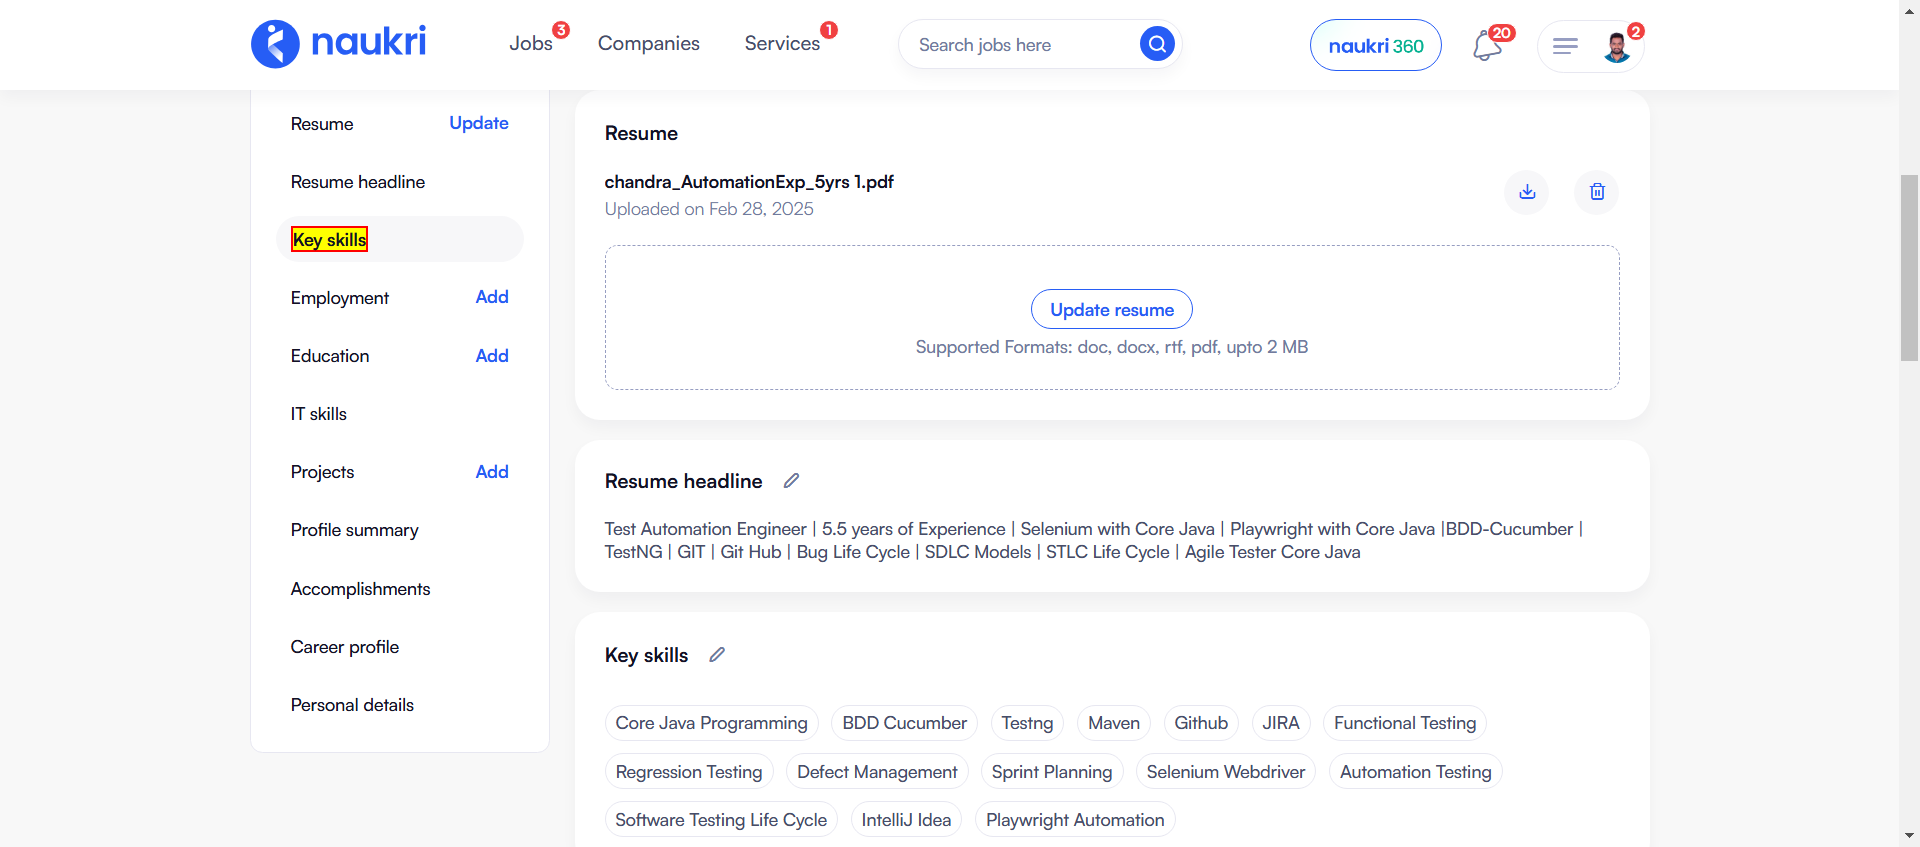 naukri
Jobs 3
Companies
Services 1
Search jobs here
naukri 360
20
2
Resume Update
Resume headline
Key skills
Employment Add
Education Add
IT skills
Projects Add
Profile summary
Accomplishments
Career profile
Personal details
Resume
chandra_AutomationExp_5yrs 1.pdf
Uploaded on Feb 28, 2025
Update resume
Supported Formats: doc, docx, rtf, pdf, upto 2 MB
Resume headline
Test Automation Engineer | 5.5 years of Experience | Selenium with Core Java | Playwright with Core Java |BDD-Cucumber |
TestNG | GIT | Git Hub | Bug Life Cycle | SDLC Models | STLC Life Cycle | Agile Tester Core Java
Key skills
Core Java Programming BDD Cucumber Testng Maven Github JIRA Functional Testing
Regression Testing Defect Management Sprint Planning Selenium Webdriver Automation Testing
Software Testing Life Cycle IntelliJ Idea Playwright Automation